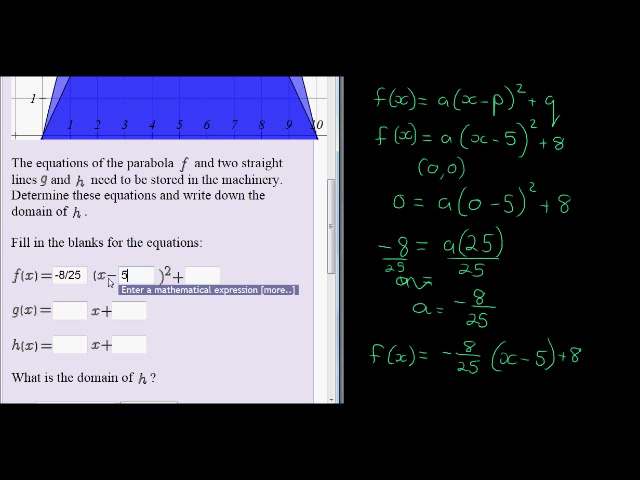 1
1 2 3 4 5 6 7 8 9 10
The equations of the parabola f and two straight
lines g and h need to be stored in the machinery.
Determine these equations and write down the
domain of h.
Fill in the blanks for the equations:
f(x) = -8/25 (x- 5 )² +
Enter a mathematical expression [more..]
g(x) = x+
h(x) = x+
What is the domain of h?
f(x) = a(x-p)² + q
f(x) = a(x-5)² + 8
(0,0)
0 = a(0-5)² + 8
-8/25 = a(25)/25
a = -8/25
f(x) = -8/25 (x-5) + 8